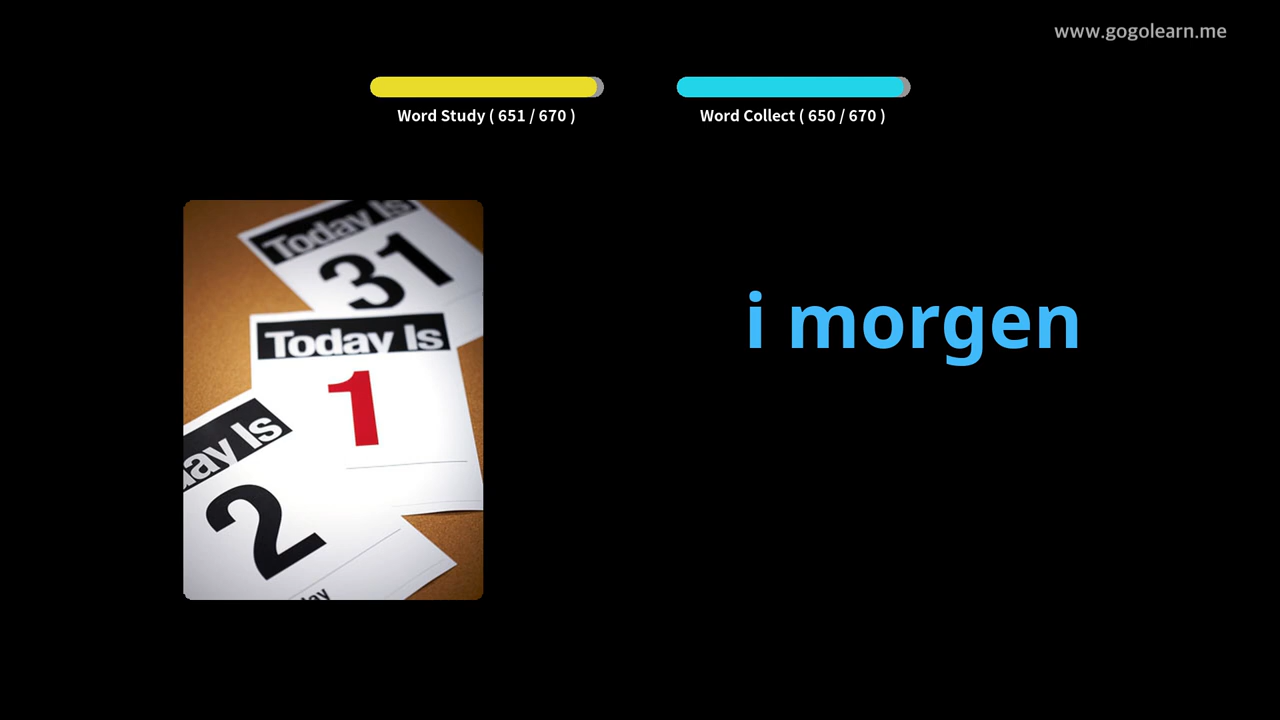 www.gogolearn.me
Word Study ( 651 / 670 )
Word Collect ( 650 / 670 )
Today Is
31
Today Is
1
ay Is
2
i morgen